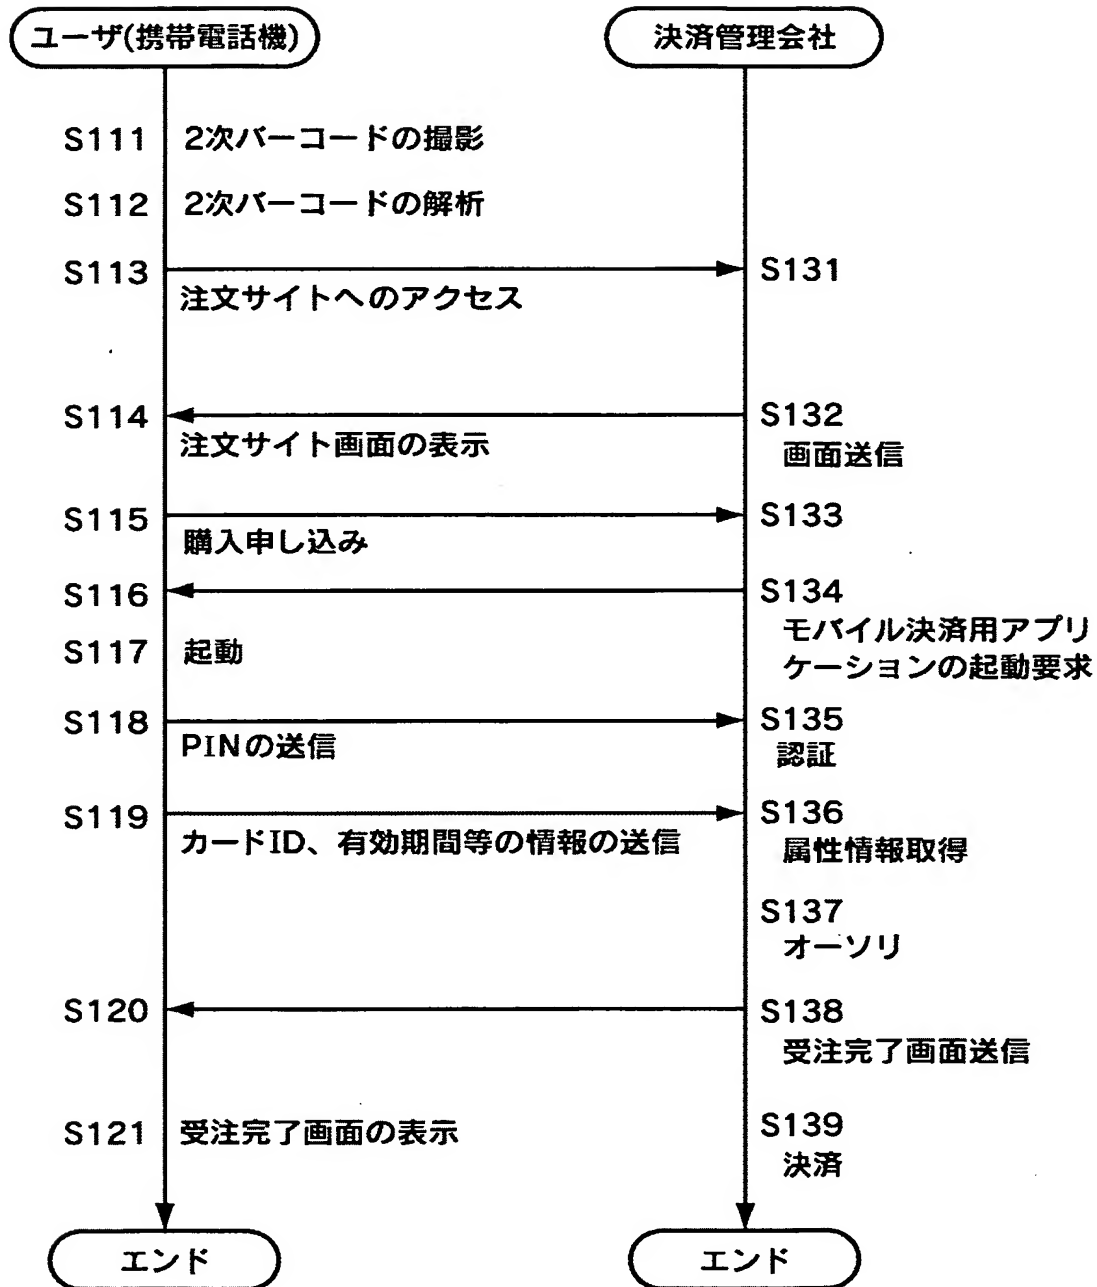 ユーザ(携帯電話機)
決済管理会社
S111 2次バーコードの撮影
S112 2次バーコードの解析
S113
S131
注文サイトへのアクセス
S114
S132
注文サイト画面の表示
画面送信
S115
S133
購入申し込み
S116
S134
モバイル決済用アプリ
ケーションの起動要求
S117 起動
S118
S135
PINの送信
認証
S119
S136
カードID、有効期間等の情報の送信
属性情報取得
S137
オーソリ
S120
S138
受注完了画面送信
S121 受注完了画面の表示
S139
決済
エンド
エンド